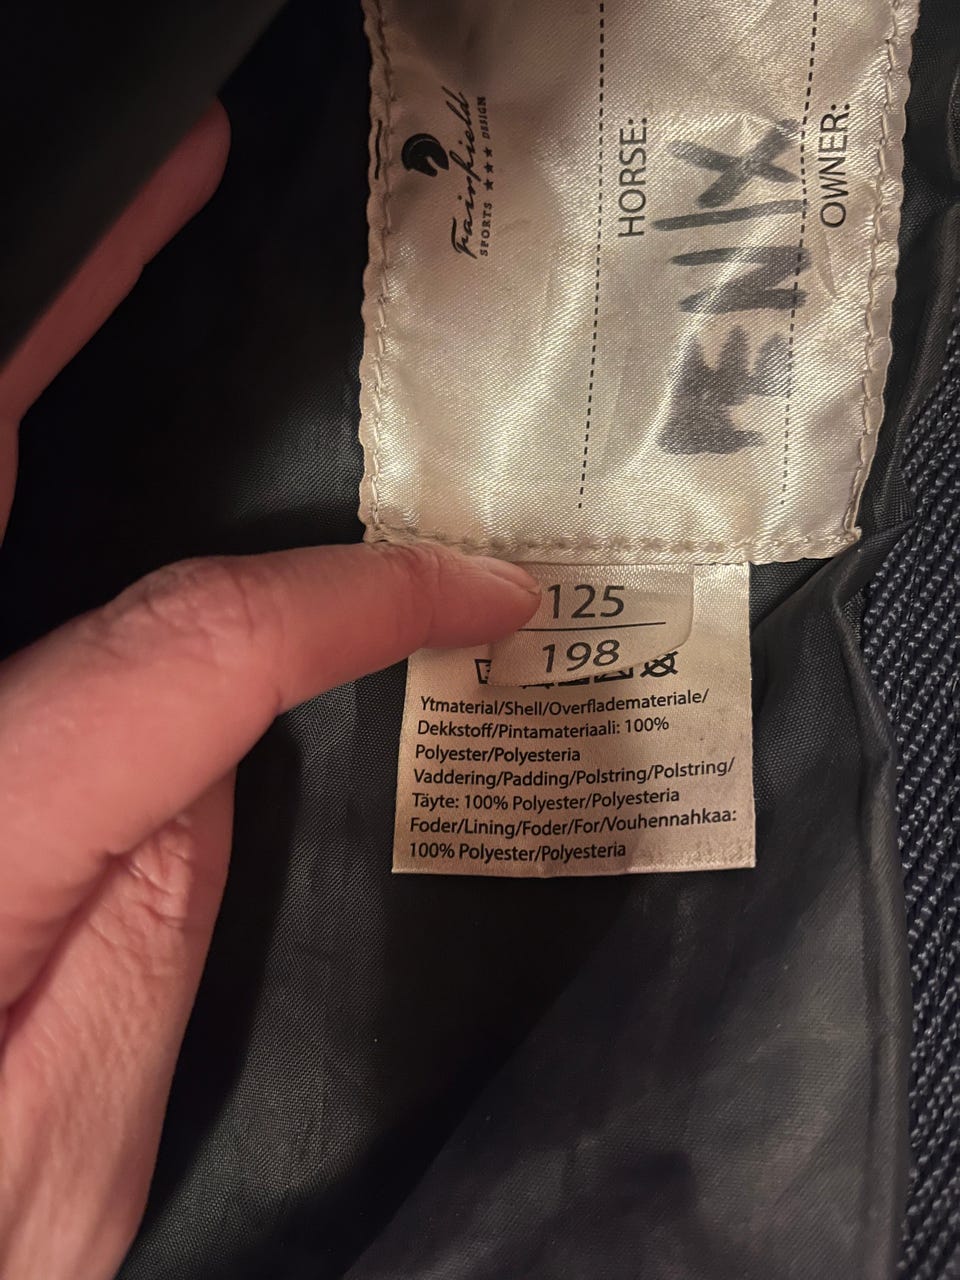 Fairfield
SPORTS ★★★ DESIGN
HORSE:
FENIX
OWNER:
125
198
Ytmaterial/Shell/Overflademateriale/
Dekkstoff/Pintamateriaali: 100%
Polyester/Polyesteria
Vaddering/Padding/Polstring/Polstring/
Täyte: 100% Polyester/Polyesteria
Foder/Lining/Foder/For/Vouhennahkaa:
100% Polyester/Polyesteria